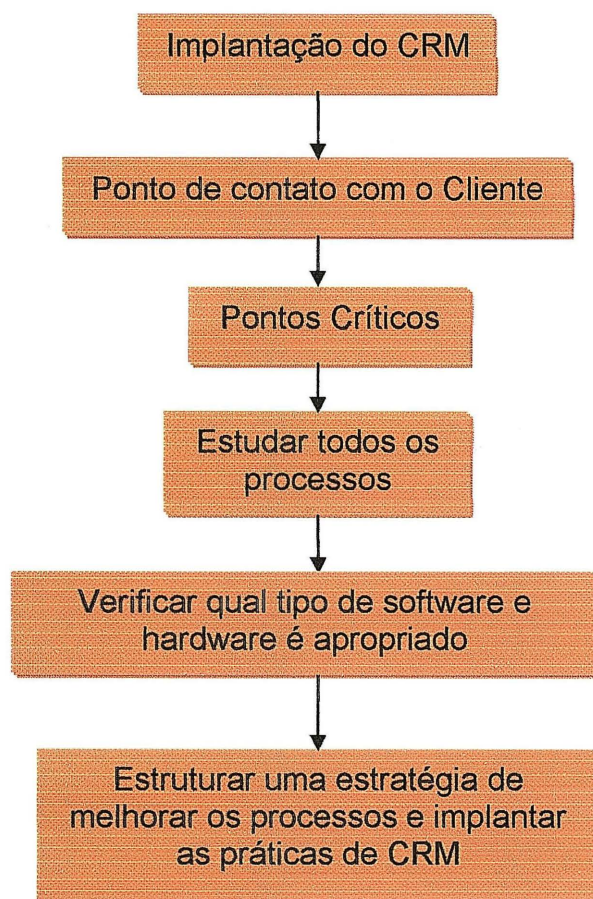 Implantação do CRM
Ponto de contato com o Cliente
Pontos Críticos
Estudar todos os
processos
Verificar qual tipo de software e
hardware é apropriado
Estruturar uma estratégia de
melhorar os processos e implantar
as práticas de CRM